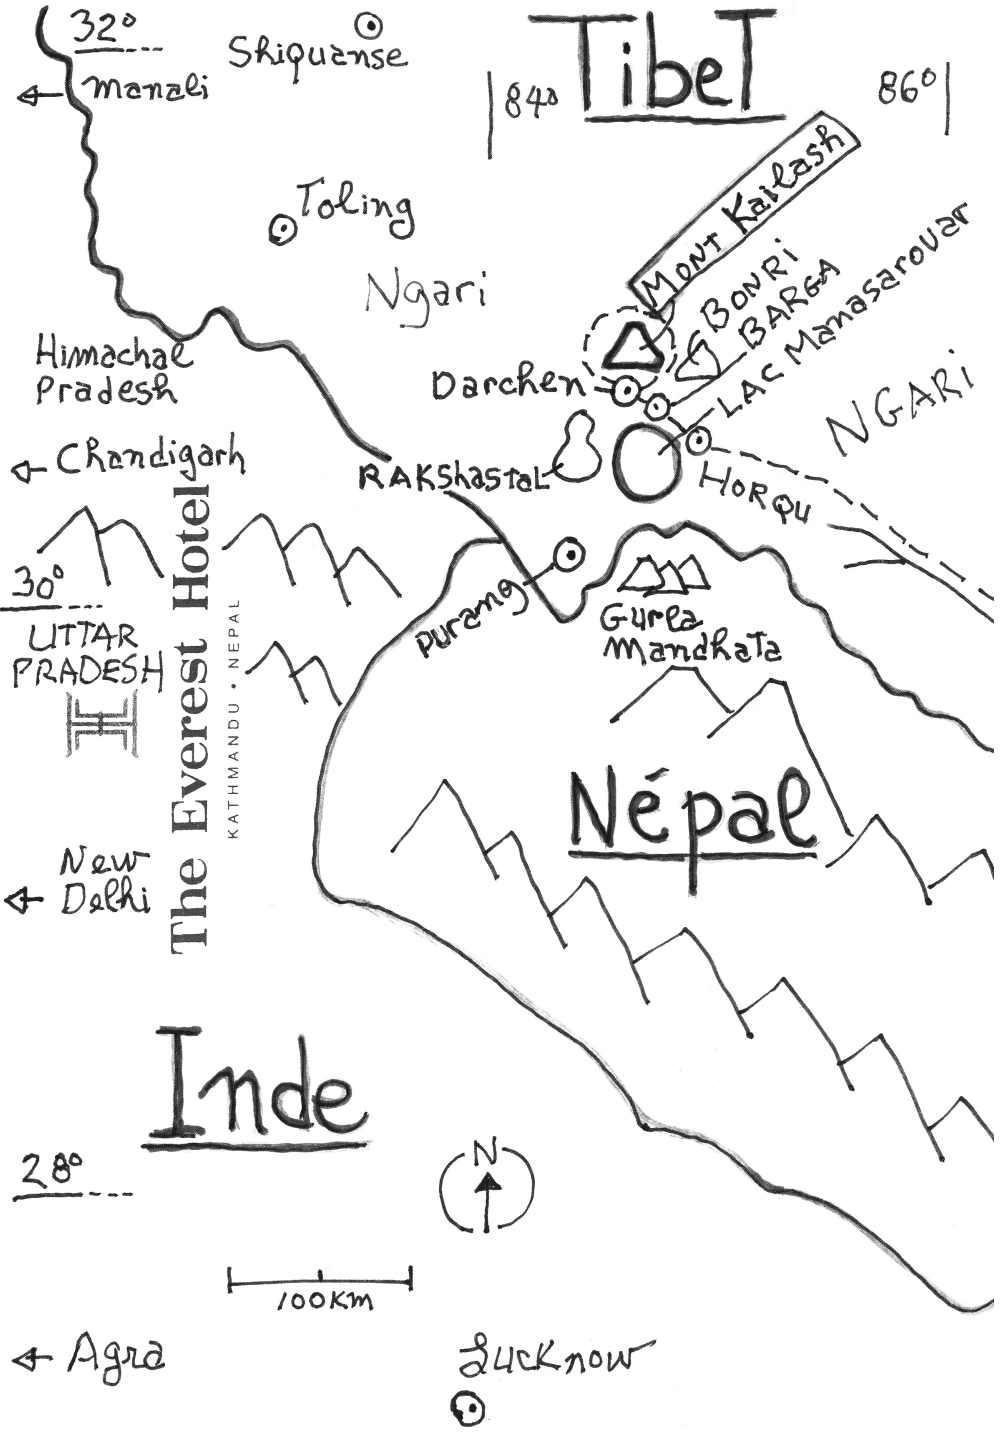 32°
Shiquanse
Tibet
manali
84°
86°
Toling
Mont Kailash
Ngari
BONRi
BARGA
LAC Manasarouar
Himachal
Pradesh
Darchen
NGARi
Chandigarh
RAKShastaL
HORQU
30°
Purang
Gurla
Mandhata
UTTAR
PRADESH
The Everest Hotel
KATHMANDU • NEPAL
Népal
New
Delhi
Inde
28°
N
100KM
Agra
Lucknow